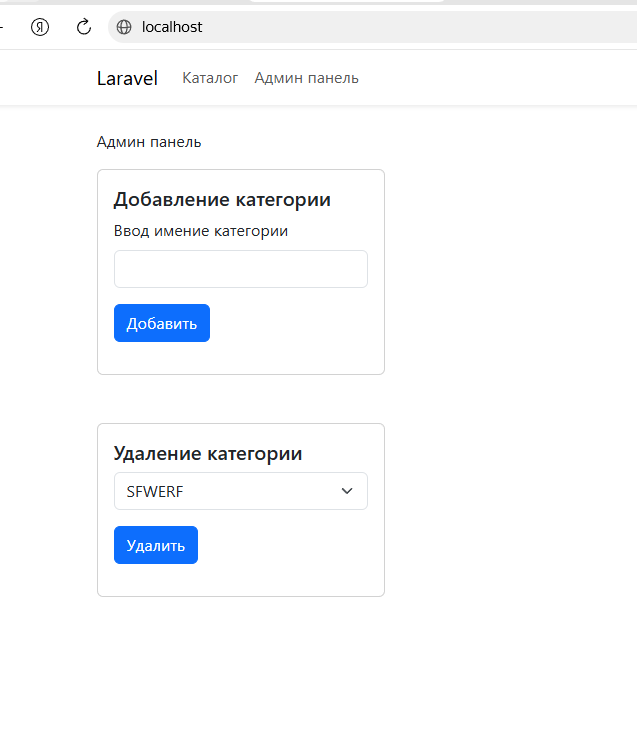 localhost
Laravel Каталог Админ панель
Админ панель
Добавление категории
Ввод имение категории
Добавить
Удаление категории
SFWERF
Удалить